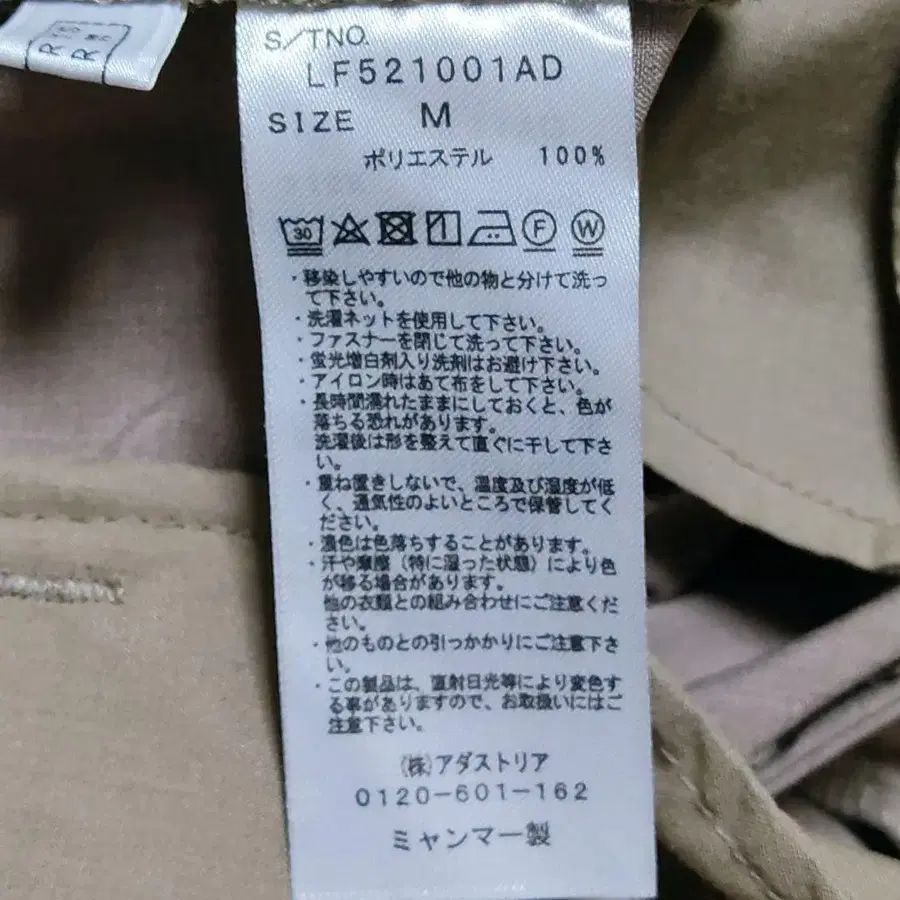 S/TNO.
LF521001AD
SIZE M
ポリエステル 100%
30 F W
・移染しやすいので他の物と分けて洗っ
て下さい。
・洗濯ネットを使用して下さい。
・ファスナーを閉じて洗って下さい。
・蛍光増白剤入り洗剤はお避け下さい。
・アイロン時はあて布をして下さい。
・長時間濡れたままにしておくと、色が
落ちる恐れがあります。
洗濯後は形を整えて直ぐに干して下さ
い。
・重ね置きしないで、温度及び湿度が低
く、通気性のよいところで保管してく
ださい。
・濃色は色落ちすることがあります。
・汗や摩擦（特に湿った状態）により色
が移る場合があります。
他の衣類との組み合わせにご注意くだ
さい。
・他のものとの引っかかりにご注意下さ
い。
・この製品は、直射日光等により変色す
る事がありますので、お取扱いにはご
注意下さい。
(株)アダストリア
0120-601-162
ミャンマー製